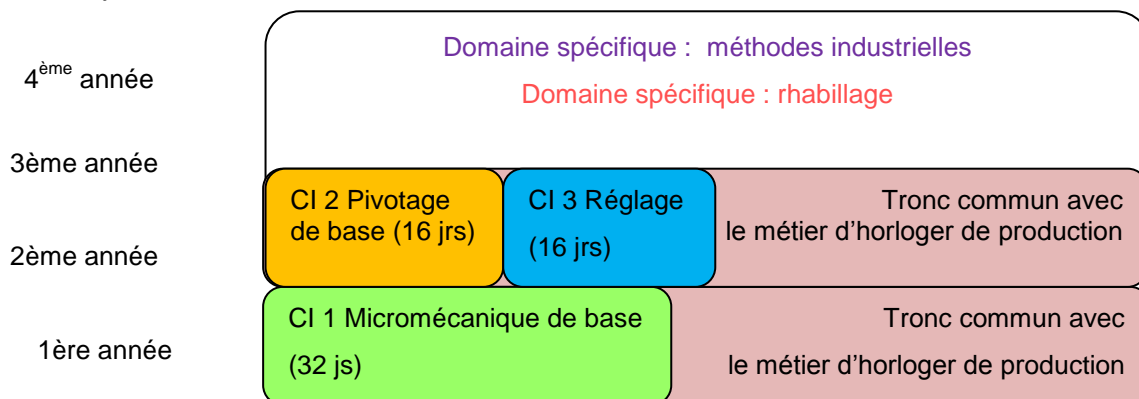 Domaine spécifique : méthodes industrielles
4ème année
Domaine spécifique : rhabillage
3ème année
CI 2 Pivotage
de base (16 jrs)
CI 3 Réglage
(16 jrs)
Tronc commun avec
le métier d'horloger de production
2ème année
CI 1 Micromécanique de base
(32 js)
Tronc commun avec
le métier d'horloger de production
1ère année